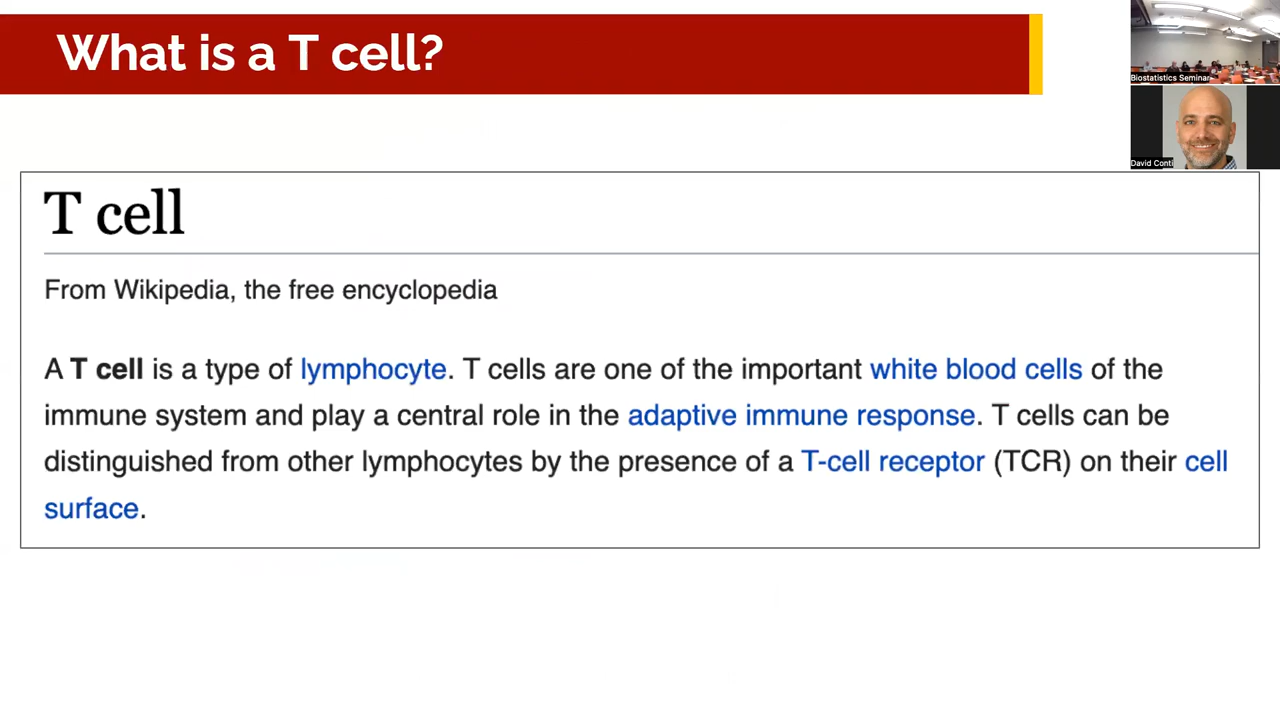 What is a T cell?
Biostatistics Seminar
David Conti
T cell
From Wikipedia, the free encyclopedia
A T cell is a type of lymphocyte. T cells are one of the important white blood cells of the
immune system and play a central role in the adaptive immune response. T cells can be
distinguished from other lymphocytes by the presence of a T-cell receptor (TCR) on their cell
surface.